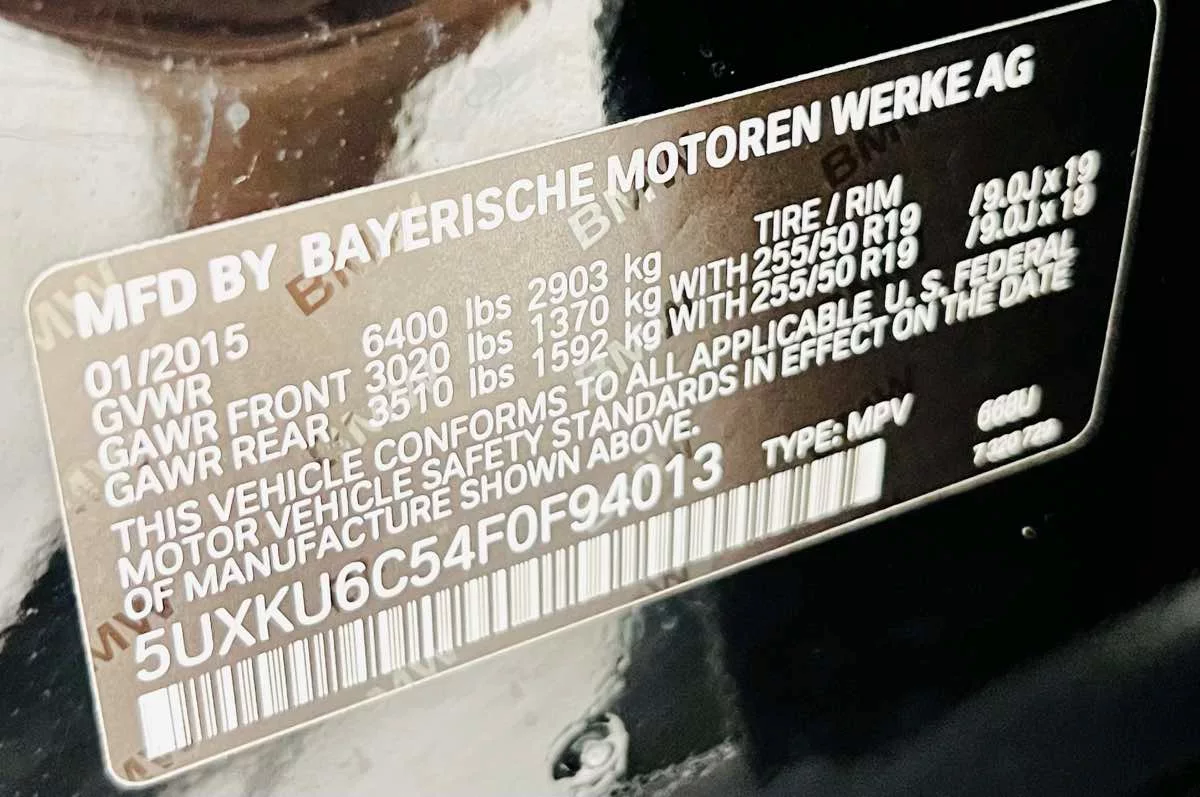 MFD BY BAYERISCHE MOTOREN WERKE AG
01/2015 TIRE / RIM
GVWR 6400 lbs 2903 kg
GAWR FRONT 3020 lbs 1370 kg WITH 255/50 R19 /9.0J x 19
GAWR REAR 3510 lbs 1592 kg WITH 255/50 R19 /9.0J x 19
THIS VEHICLE CONFORMS TO ALL APPLICABLE U. S. FEDERAL
MOTOR VEHICLE SAFETY STANDARDS IN EFFECT ON THE DATE
OF MANUFACTURE SHOWN ABOVE.
5UXKU6C54F0F94013 TYPE: MPV